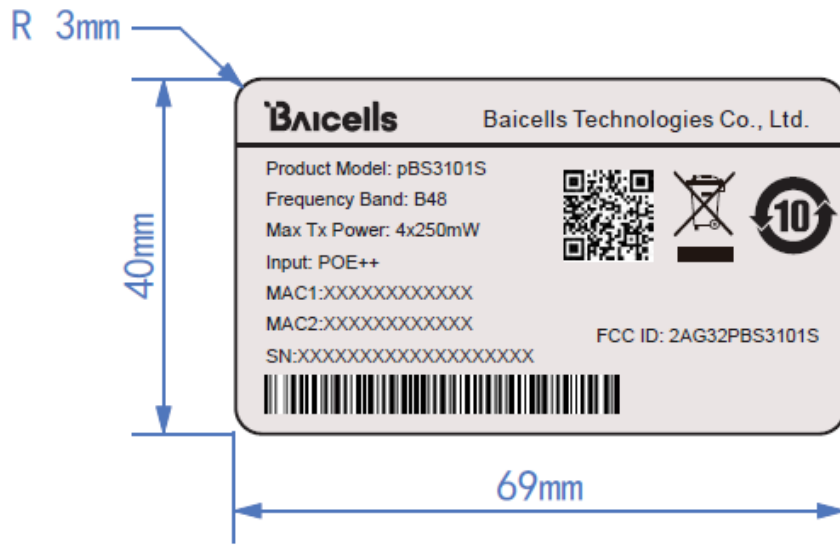 R 3mm
Baicells
Baicells Technologies Co., Ltd.
Product Model: pBS3101S
Frequency Band: B48
Max Tx Power: 4x250mW
Input: POE++
MAC1:XXXXXXXXXXXX
MAC2:XXXXXXXXXXXX
SN:XXXXXXXXXXXXXXXXXXX
10
FCC ID: 2AG32PBS3101S
40mm
69mm